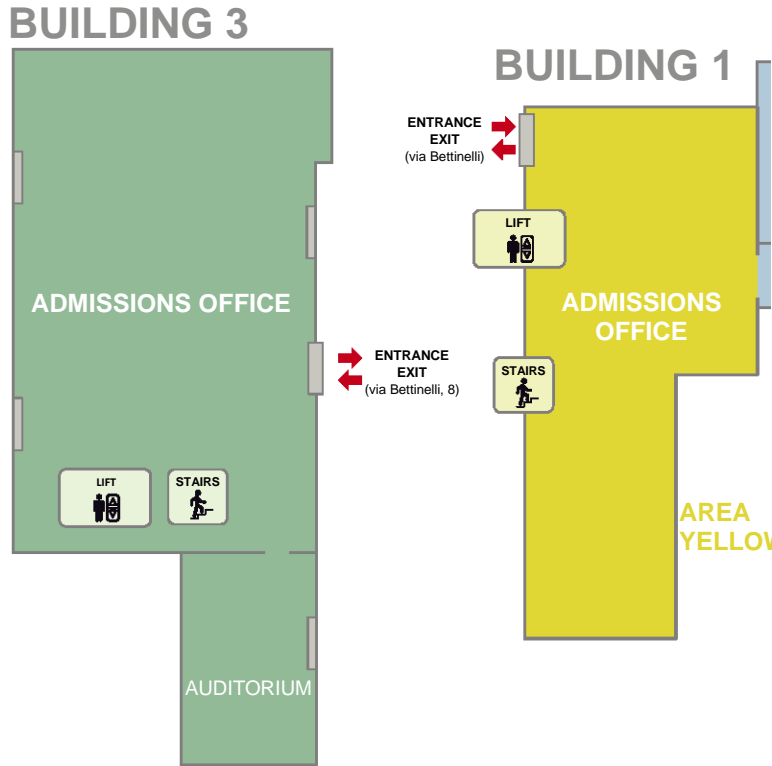 BUILDING 3
ADMISSIONS OFFICE
ENTRANCE
EXIT
(via Bettinelli, 8)
LIFT
STAIRS
AUDITORIUM
BUILDING 1
ENTRANCE
EXIT
(via Bettinelli)
LIFT
ADMISSIONS
OFFICE
STAIRS
AREA
YELLOW